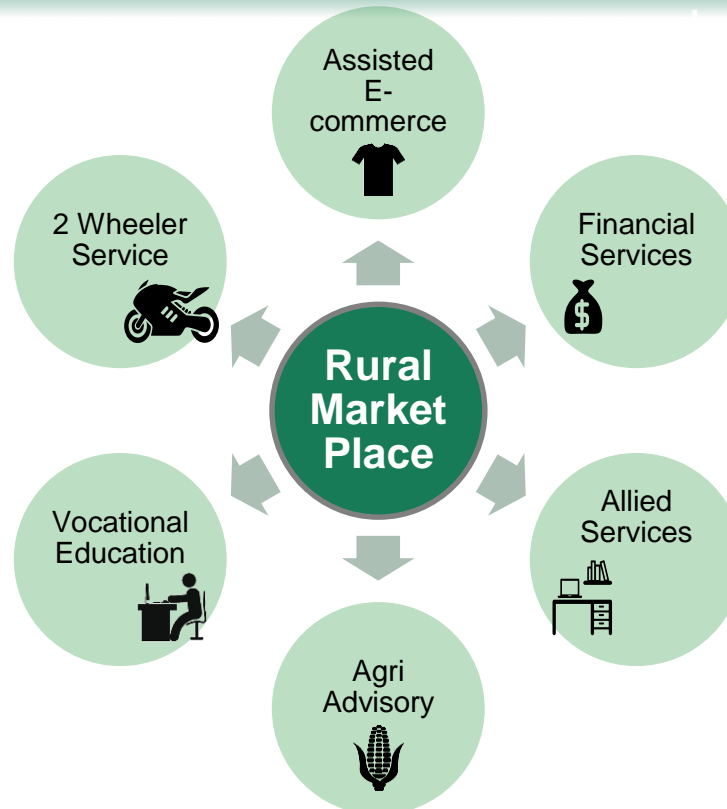 Assisted
E-
commerce
2 Wheeler
Service
Financial
Services
Rural
Market
Place
Vocational
Education
Allied
Services
Agri
Advisory
$